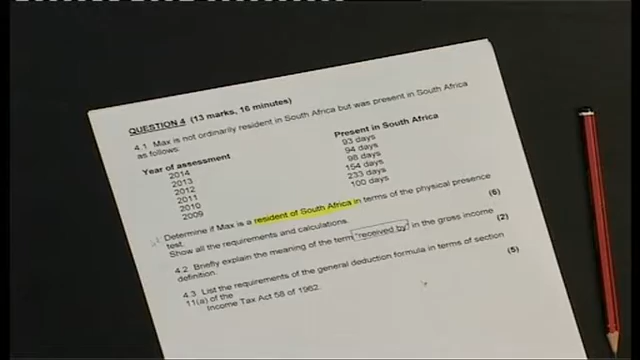 QUESTION 4 (13 marks, 16 minutes)
4.1 Max is not ordinarily resident in South Africa but was present in South Africa
as follows:
Year of assessment Present in South Africa
2014 93 days
2013 94 days
2012 98 days
2011 154 days
2010 233 days
2009 100 days
Determine if Max is a resident of South Africa in terms of the physical presence
test. (6)
Show all the requirements and calculations.
4.2 Briefly explain the meaning of the term "received by" in the gross income
definition. (2)
4.3 List the requirements of the general deduction formula in terms of section
11(a) of the (5)
Income Tax Act 58 of 1962.